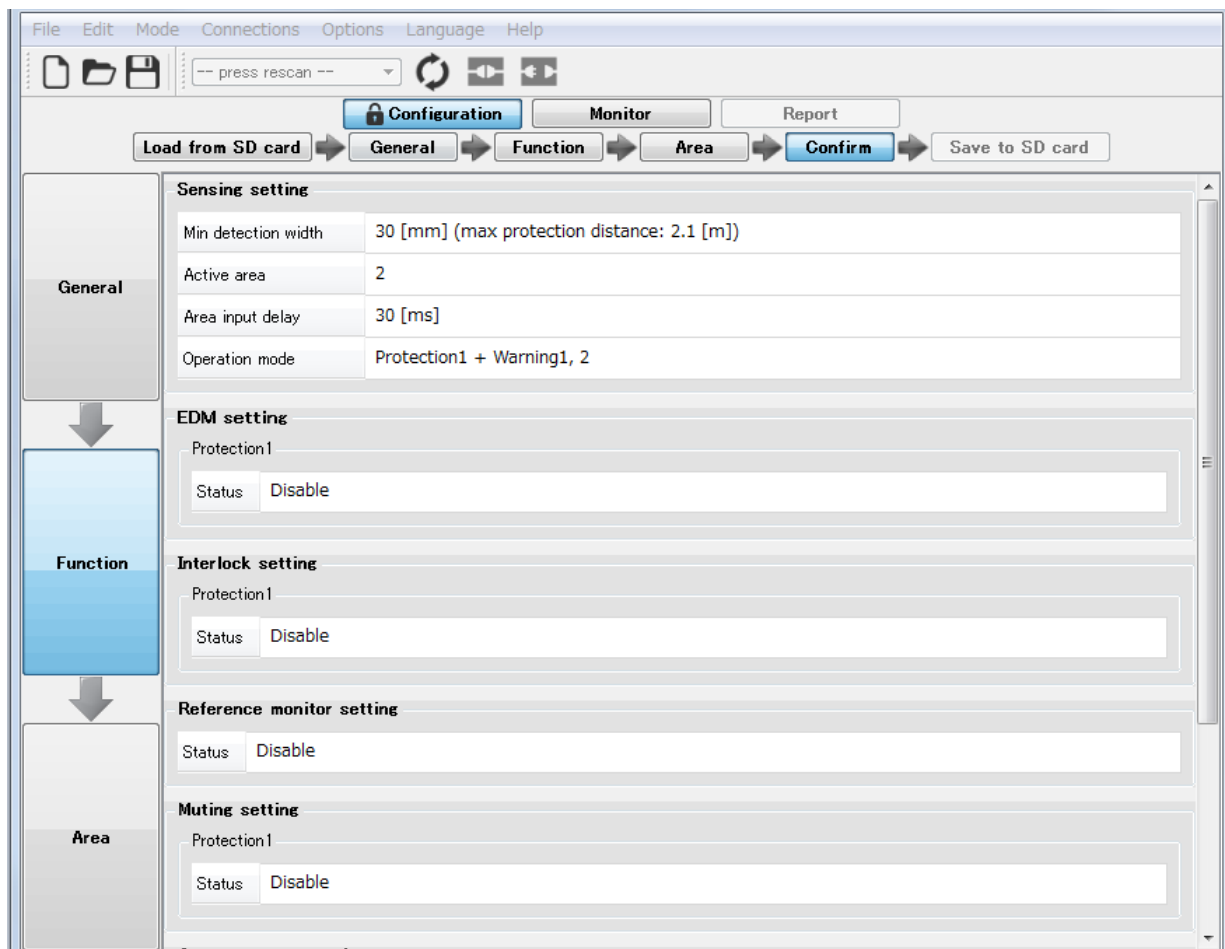 File Edit Mode Connections Options Language Help
-- press rescan --
Configuration Monitor Report
Load from SD card General Function Area Confirm Save to SD card
General
Function
Area
Sensing setting
Min detection width 30 [mm] (max protection distance: 2.1 [m])
Active area 2
Area input delay 30 [ms]
Operation mode Protection1 + Warning1, 2
EDM setting
Protection1
Status Disable
Interlock setting
Protection1
Status Disable
Reference monitor setting
Status Disable
Muting setting
Protection1
Status Disable